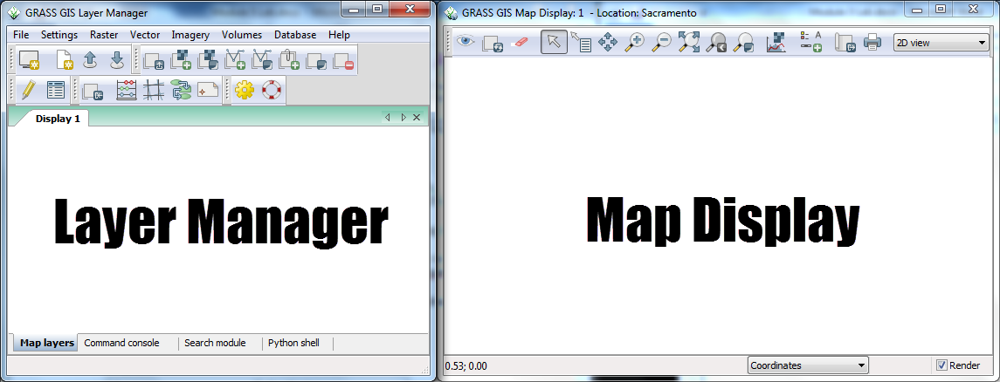 GRASS GIS Layer Manager
File Settings Raster Vector Imagery Volumes Database Help
Display 1
Layer Manager
Map layers Command console Search module Python shell
GRASS GIS Map Display: 1 - Location: Sacramento
2D view
Map Display
0.53; 0.00 Coordinates Render